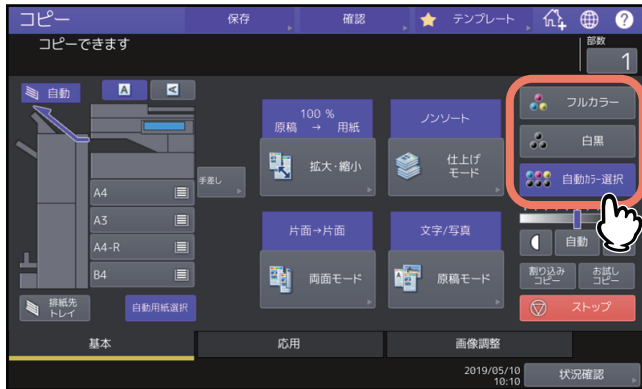 コピー
保存
確認
テンプレート
?
コピーできます
部数
1
自動
A
A
100 %
原稿 → 用紙
ノンソート
フルカラー
拡大・縮小
仕上げ
モード
白黒
手差し
自動ｶﾗｰ選択
A4
A3
A4-R
B4
片面→片面
文字/写真
自動
両面モード
原稿モード
割り込み
コピー
お試し
コピー
排紙先
トレイ
自動用紙選択
ストップ
基本
応用
画像調整
2019/05/10
10:10
状況確認